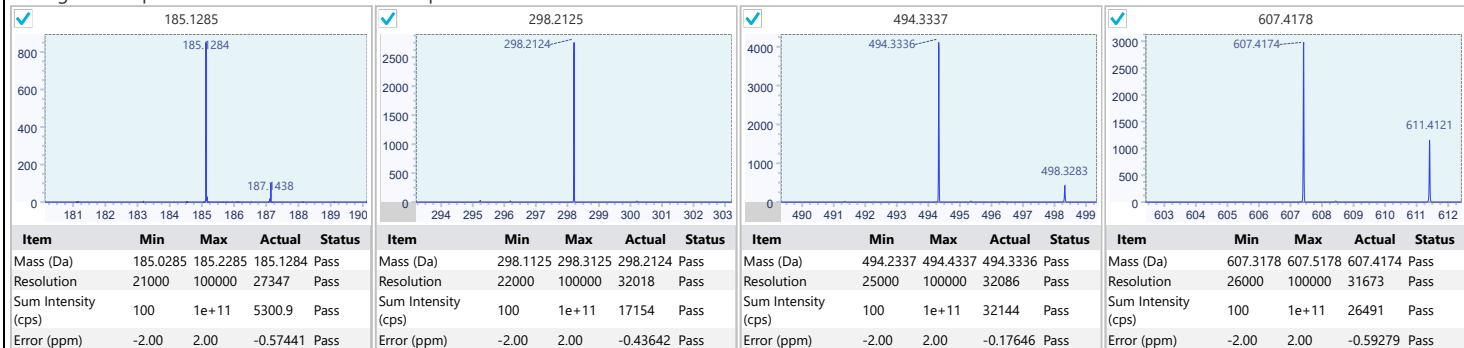 185.1285
800
600
400
200
0
185.1284
187.1438
181 182 183 184 185 186 187 188 189 190
Item Min Max Actual Status
Mass (Da) 185.0285 185.2285 185.1284 Pass
Resolution 21000 100000 27347 Pass
Sum Intensity (cps) 100 1e+11 5300.9 Pass
Error (ppm) -2.00 2.00 -0.57441 Pass
298.2125
2500
2000
1500
1000
500
0
298.2124
294 295 296 297 298 299 300 301 302 303
Item Min Max Actual Status
Mass (Da) 298.1125 298.3125 298.2124 Pass
Resolution 22000 100000 32018 Pass
Sum Intensity (cps) 100 1e+11 17154 Pass
Error (ppm) -2.00 2.00 -0.43642 Pass
494.3337
4000
3000
2000
1000
0
494.3336
498.3283
490 491 492 493 494 495 496 497 498 499
Item Min Max Actual Status
Mass (Da) 494.2337 494.4337 494.3336 Pass
Resolution 25000 100000 32086 Pass
Sum Intensity (cps) 100 1e+11 32144 Pass
Error (ppm) -2.00 2.00 -0.17646 Pass
607.4178
3000
2500
2000
1500
1000
500
0
607.4174
611.4121
603 604 605 606 607 608 609 610 611 612
Item Min Max Actual Status
Mass (Da) 607.3178 607.5178 607.4174 Pass
Resolution 26000 100000 31673 Pass
Sum Intensity (cps) 100 1e+11 26491 Pass
Error (ppm) -2.00 2.00 -0.59279 Pass